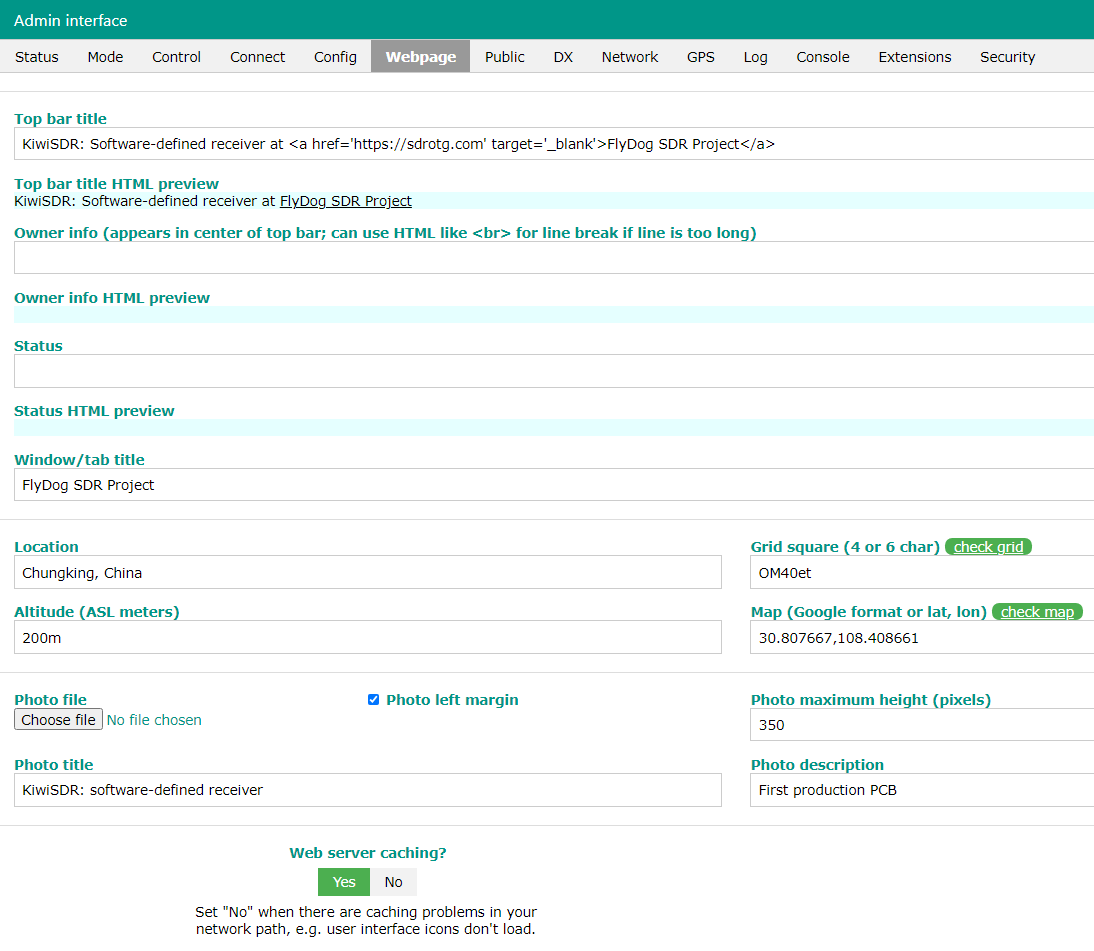 Admin interface
Status Mode Control Connect Config Webpage Public DX Network GPS Log Console Extensions Security
Top bar title
KiwiSDR: Software-defined receiver at <a href='https://sdrotg.com' target='_blank'>FlyDog SDR Project</a>
Top bar title HTML preview
KiwiSDR: Software-defined receiver at FlyDog SDR Project
Owner info (appears in center of top bar; can use HTML like <br> for line break if line is too long)
Owner info HTML preview
Status
Status HTML preview
Window/tab title
FlyDog SDR Project
Location
Chungking, China
Grid square (4 or 6 char) check grid
OM40et
Altitude (ASL meters)
200m
Map (Google format or lat, lon) check map
30.807667,108.408661
Photo file
Choose file No file chosen
Photo left margin
Photo maximum height (pixels)
350
Photo title
KiwiSDR: software-defined receiver
Photo description
First production PCB
Web server caching?
Yes No
Set "No" when there are caching problems in your
network path, e.g. user interface icons don't load.